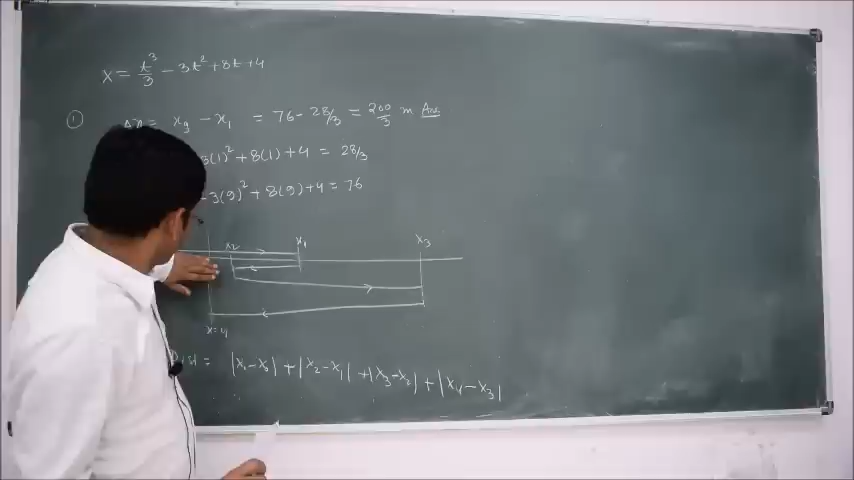 x = t³/3 - 3t² + 8t + 4
① Δx = x₉ - x₁ = 76 - 28/3 = 200/3 m Ans
3(1)² + 8(1) + 4 = 28/3
- 3(9)² + 8(9) + 4 = 76
x₂ x₁ x₃
x=4
Dist = |x₁-x₀| + |x₂-x₁| + |x₃-x₂| + |x₄-x₃|